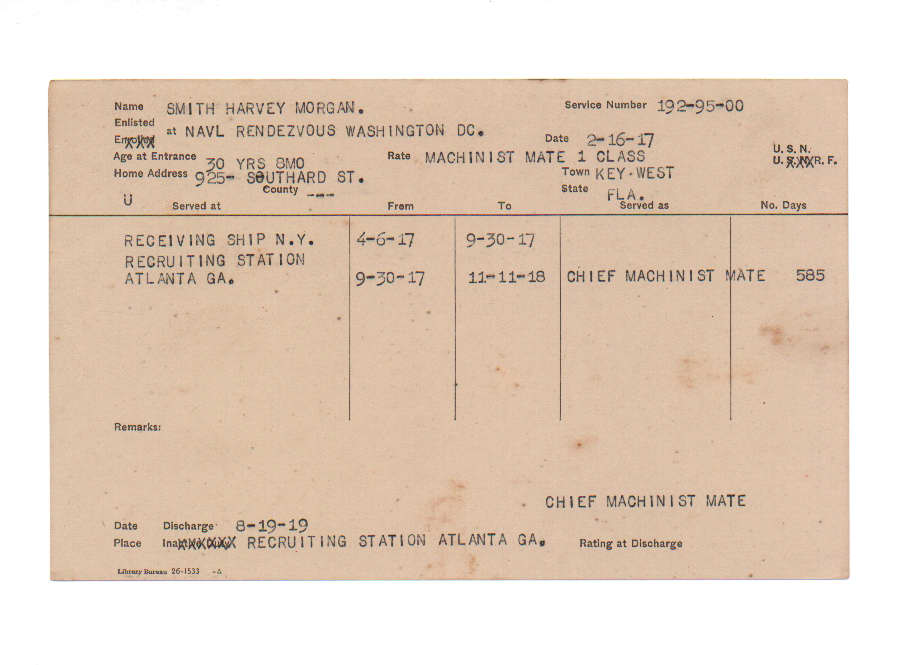 Name SMITH HARVEY MORGAN. Service Number 192-95-00
Enlisted
Enrolled at NAVL RENDEZVOUS WASHINGTON DC. Date 2-16-17
Age at Entrance 30 YRS 8MO Rate MACHINIST MATE 1 CLASS U.S.N.
U.S.N.R.F.
Home Address 925- SOUTHARD ST. Town KEY-WEST
County --- State FLA.
U Served at From To Served as No. Days
RECEIVING SHIP N.Y. 4-6-17 9-30-17
RECRUITING STATION
ATLANTA GA. 9-30-17 11-11-18 CHIEF MACHINIST MATE 585
Remarks:
CHIEF MACHINIST MATE
Date Discharge 8-19-19
Place Inactive Duty RECRUITING STATION ATLANTA GA. Rating at Discharge
Library Bureau 26-1533 -A